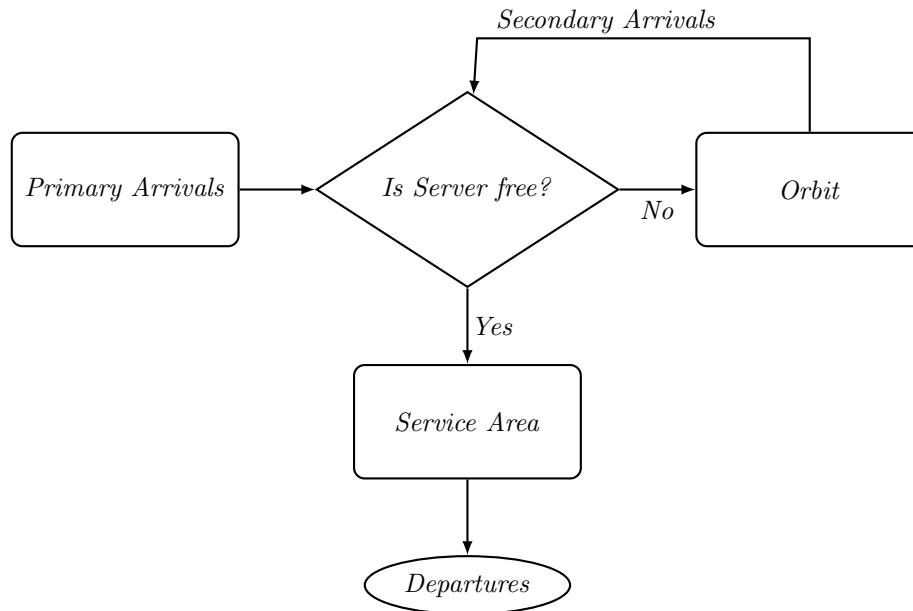 Secondary Arrivals
Primary Arrivals
Is Server free?
No
Orbit
Yes
Service Area
Departures